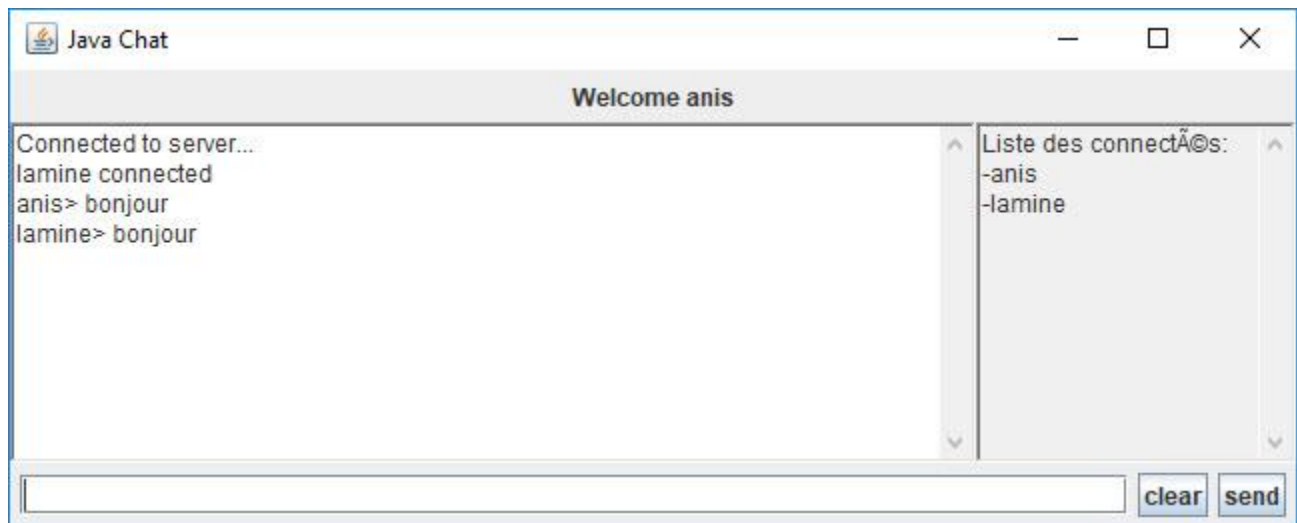 Java Chat
Welcome anis
Connected to server...
lamine connected
anis> bonjour
lamine> bonjour
Liste des connectÃ©s:
-anis
-lamine
clear
send